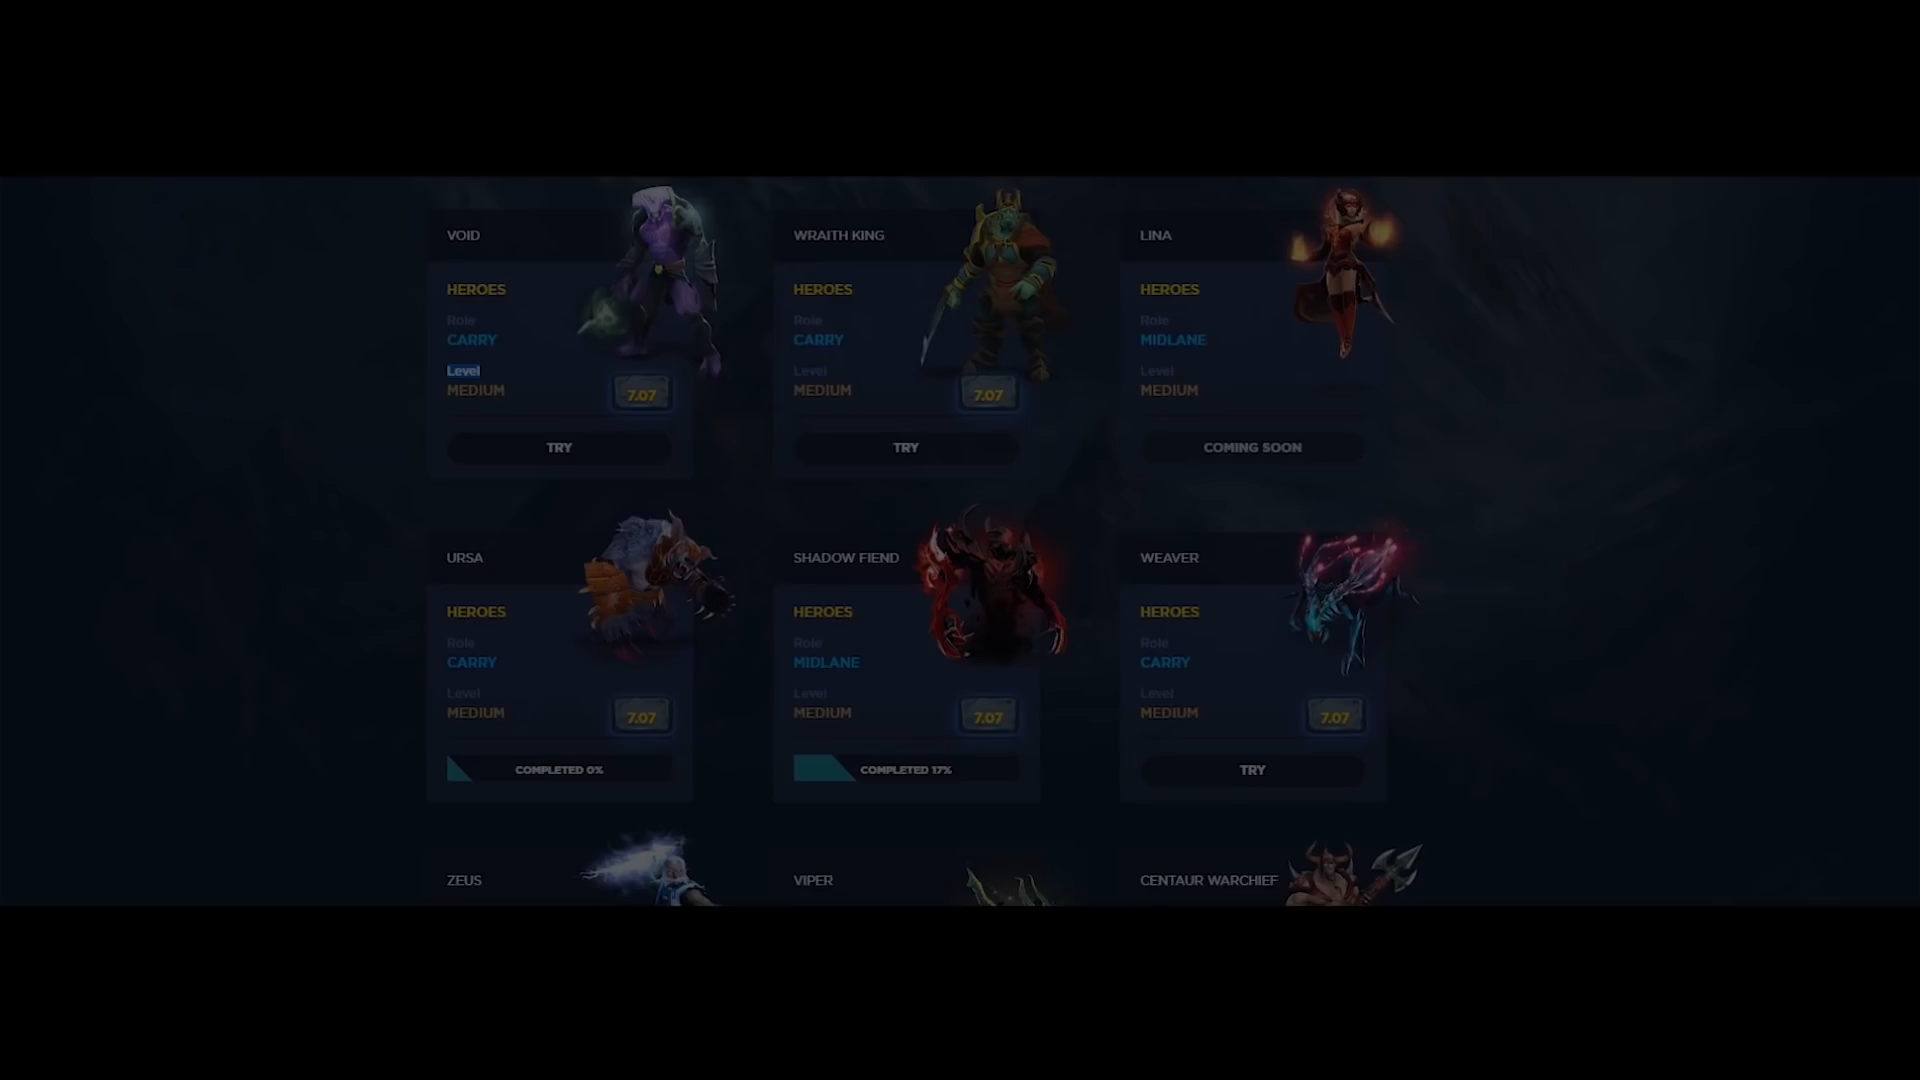 VOID
HEROES
Role
CARRY
Level
MEDIUM
7.07
TRY
WRAITH KING
HEROES
Role
CARRY
Level
MEDIUM
7.07
TRY
LINA
HEROES
Role
MIDLANE
Level
MEDIUM
COMING SOON
URSA
HEROES
Role
CARRY
Level
MEDIUM
7.07
COMPLETED 0%
SHADOW FIEND
HEROES
Role
MIDLANE
Level
MEDIUM
7.07
COMPLETED 17%
WEAVER
HEROES
Role
CARRY
Level
MEDIUM
7.07
TRY
ZEUS
VIPER
CENTAUR WARCHIEF